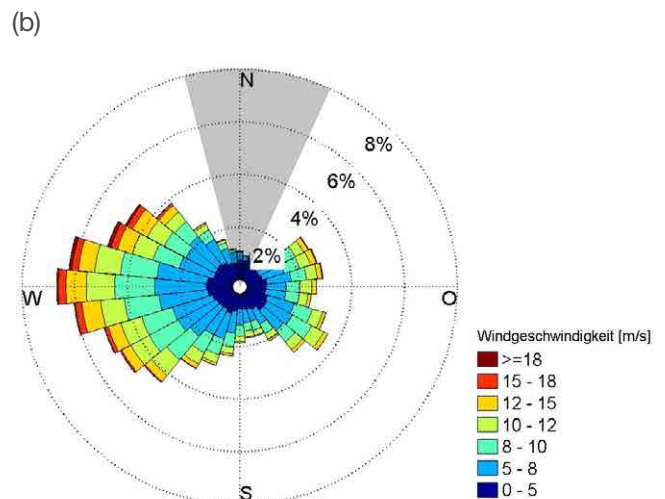 (b)
N
8%
6%
4%
2%
W
O
S
Windgeschwindigkeit [m/s]
>=18
15 - 18
12 - 15
10 - 12
8 - 10
5 - 8
0 - 5